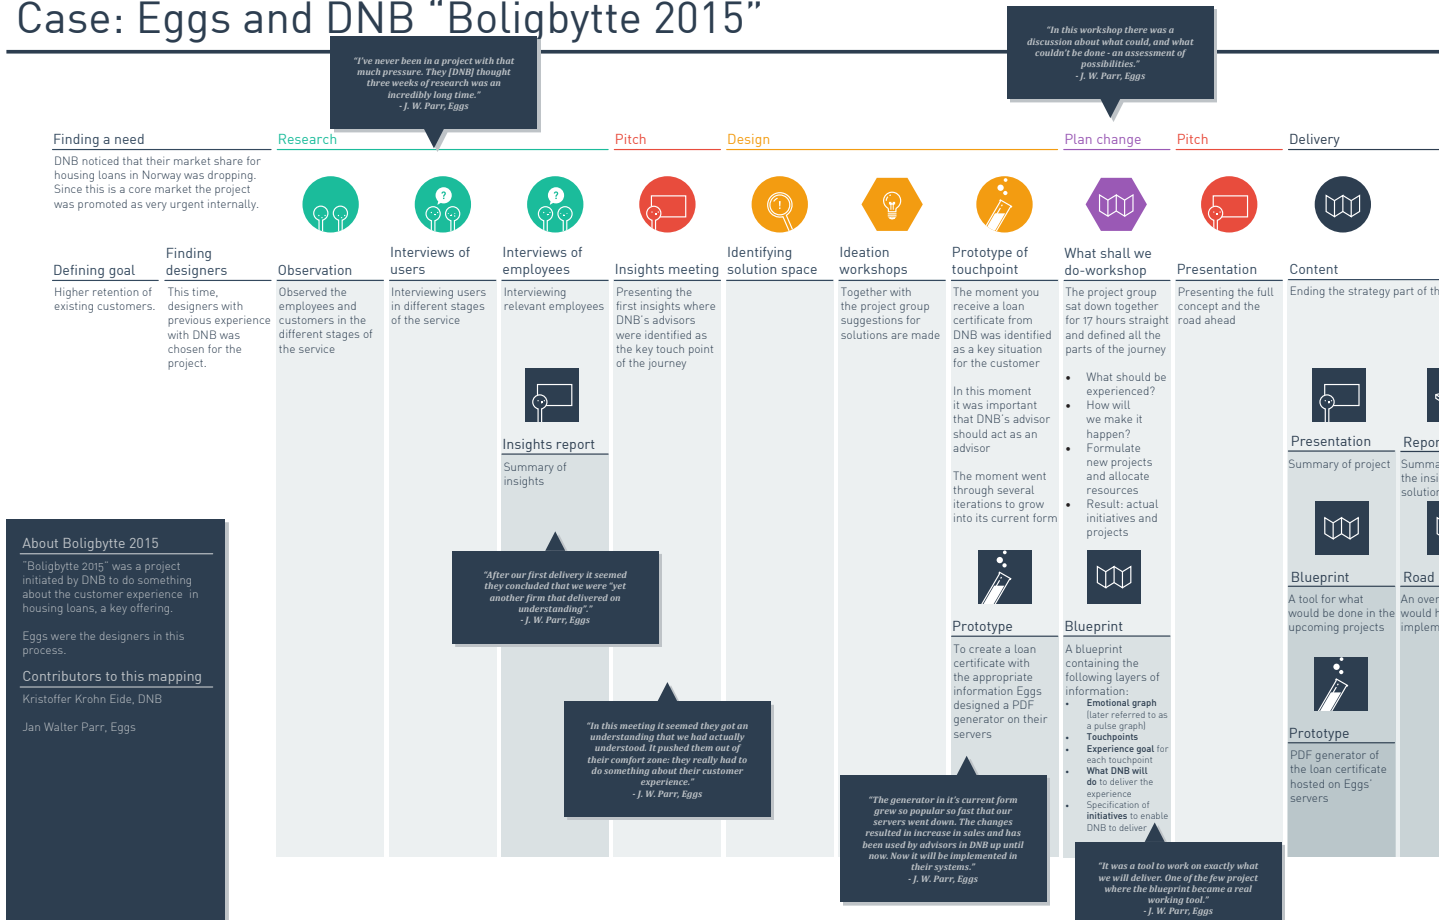 Case: Eggs and DNB “Boligbytte 2015”
"I've never been in a project with that
much pressure. They [DNB] thought
three weeks of research was an
incredibly long time."
- J. W. Parr, Eggs
"In this workshop there was a
discussion about what could, and what
couldn't be done - an assessment of
possibilities."
- J. W. Parr, Eggs
Finding a need
DNB noticed that their market share for
housing loans in Norway was dropping.
Since this is a core market the project
was promoted as very urgent internally.
Research
Pitch
Design
Plan change
Pitch
Delivery
Defining goal
Higher retention of
existing customers.
Finding
designers
This time,
designers with
previous experience
with DNB was
chosen for the
project.
Observation
Observed the
employees and
customers in the
different stages of
the service
Interviews of
users
Interviewing users
in different stages
of the service
Interviews of
employees
Interviewing
relevant employees
Insights report
Summary of
insights
Insights meeting
Presenting the
first insights where
DNB's advisors
were identified as
the key touch point
of the journey
Identifying
solution space
Ideation
workshops
Together with
the project group
suggestions for
solutions are made
Prototype of
touchpoint
The moment you
receive a loan
certificate from
DNB was identified
as a key situation
for the customer
In this moment
it was important
that DNB's advisor
should act as an
advisor
The moment went
through several
iterations to grow
into its current form
Prototype
To create a loan
certificate with
the appropriate
information Eggs
designed a PDF
generator on their
servers
What shall we
do-workshop
The project group
sat down together
for 17 hours straight
and defined all the
parts of the journey
• What should be
experienced?
• How will
we make it
happen?
• Formulate
new projects
and allocate
resources
• Result: actual
initiatives and
projects
Blueprint
A blueprint
containing the
following layers of
information:
• Emotional graph
(later referred to as
a pulse graph)
• Touchpoints
• Experience goal for
each touchpoint
• What DNB will
do to deliver the
experience
• Specification of
initiatives to enable
DNB to deliver
Presentation
Presenting the full
concept and the
road ahead
Content
Ending the strategy part of th
Presentation
Summary of project
Blueprint
A tool for what
would be done in the
upcoming projects
Prototype
PDF generator of
the loan certificate
hosted on Eggs'
servers
Repor
Summa
the insi
solution
Road
An over
would h
implem
About Boligbytte 2015
"Boligbytte 2015" was a project
initiated by DNB to do something
about the customer experience in
housing loans, a key offering.
Eggs were the designers in this
process.
Contributors to this mapping
Kristoffer Krohn Eide, DNB
Jan Walter Parr, Eggs
"After our first delivery it seemed
they concluded that we were "yet
another firm that delivered on
understanding"."
- J. W. Parr, Eggs
"In this meeting it seemed they got an
understanding that we had actually
understood. It pushed them out of
their comfort zone: they really had to
do something about their customer
experience."
- J. W. Parr, Eggs
"The generator in it's current form
grew so popular so fast that our
servers went down. The changes
resulted in increase in sales and has
been used by advisors in DNB up until
now. Now it will be implemented in
their systems."
- J. W. Parr, Eggs
"It was a tool to work on exactly what
we will deliver. One of the few project
where the blueprint became a real
working tool."
- J. W. Parr, Eggs